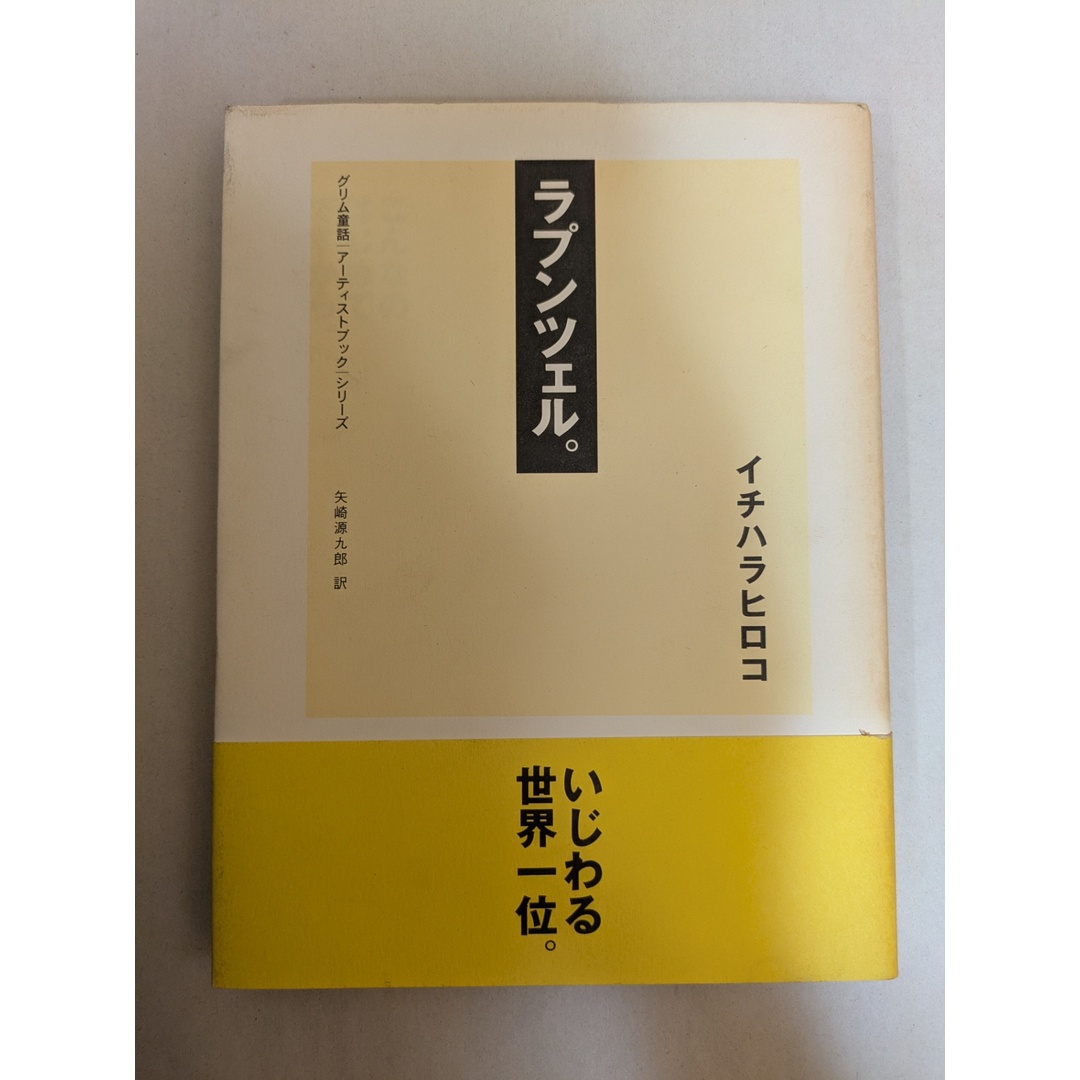 ラプンツェル。
イチハラヒロコ
グリム童話|アーティストブック|シリーズ
矢崎源九郎 訳
いじわる
世界一位。